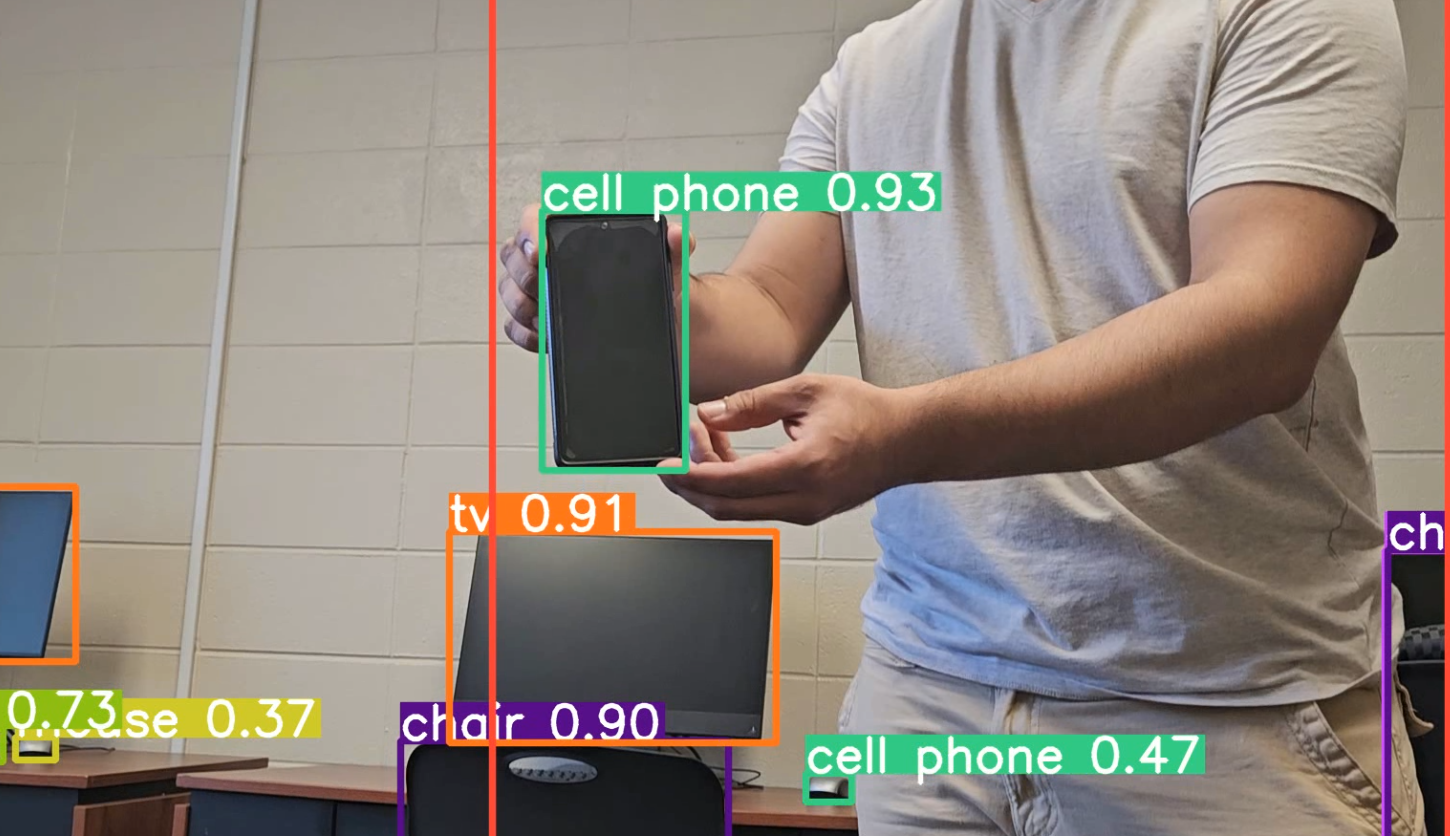 cell phone 0.93
tv 0.91
ch
0.73
mouse 0.37
chair 0.90
cell phone 0.47